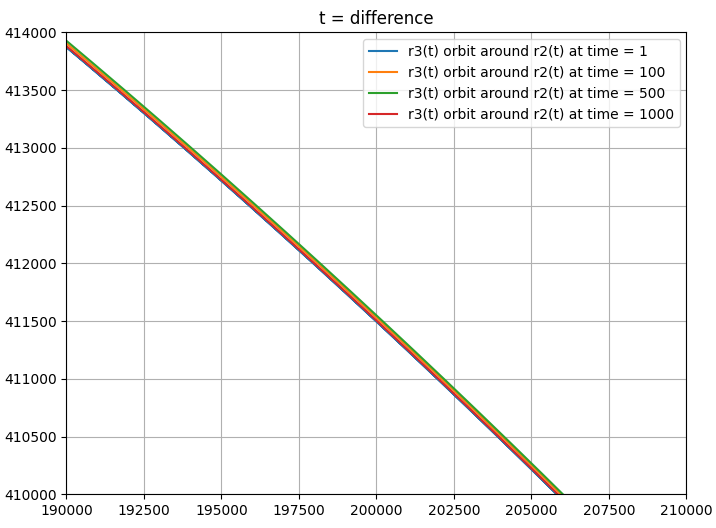 t = difference
414000
413500
413000
412500
412000
411500
411000
410500
410000
r3(t) orbit around r2(t) at time = 1
r3(t) orbit around r2(t) at time = 100
r3(t) orbit around r2(t) at time = 500
r3(t) orbit around r2(t) at time = 1000
190000 192500 195000 197500 200000 202500 205000 207500 210000